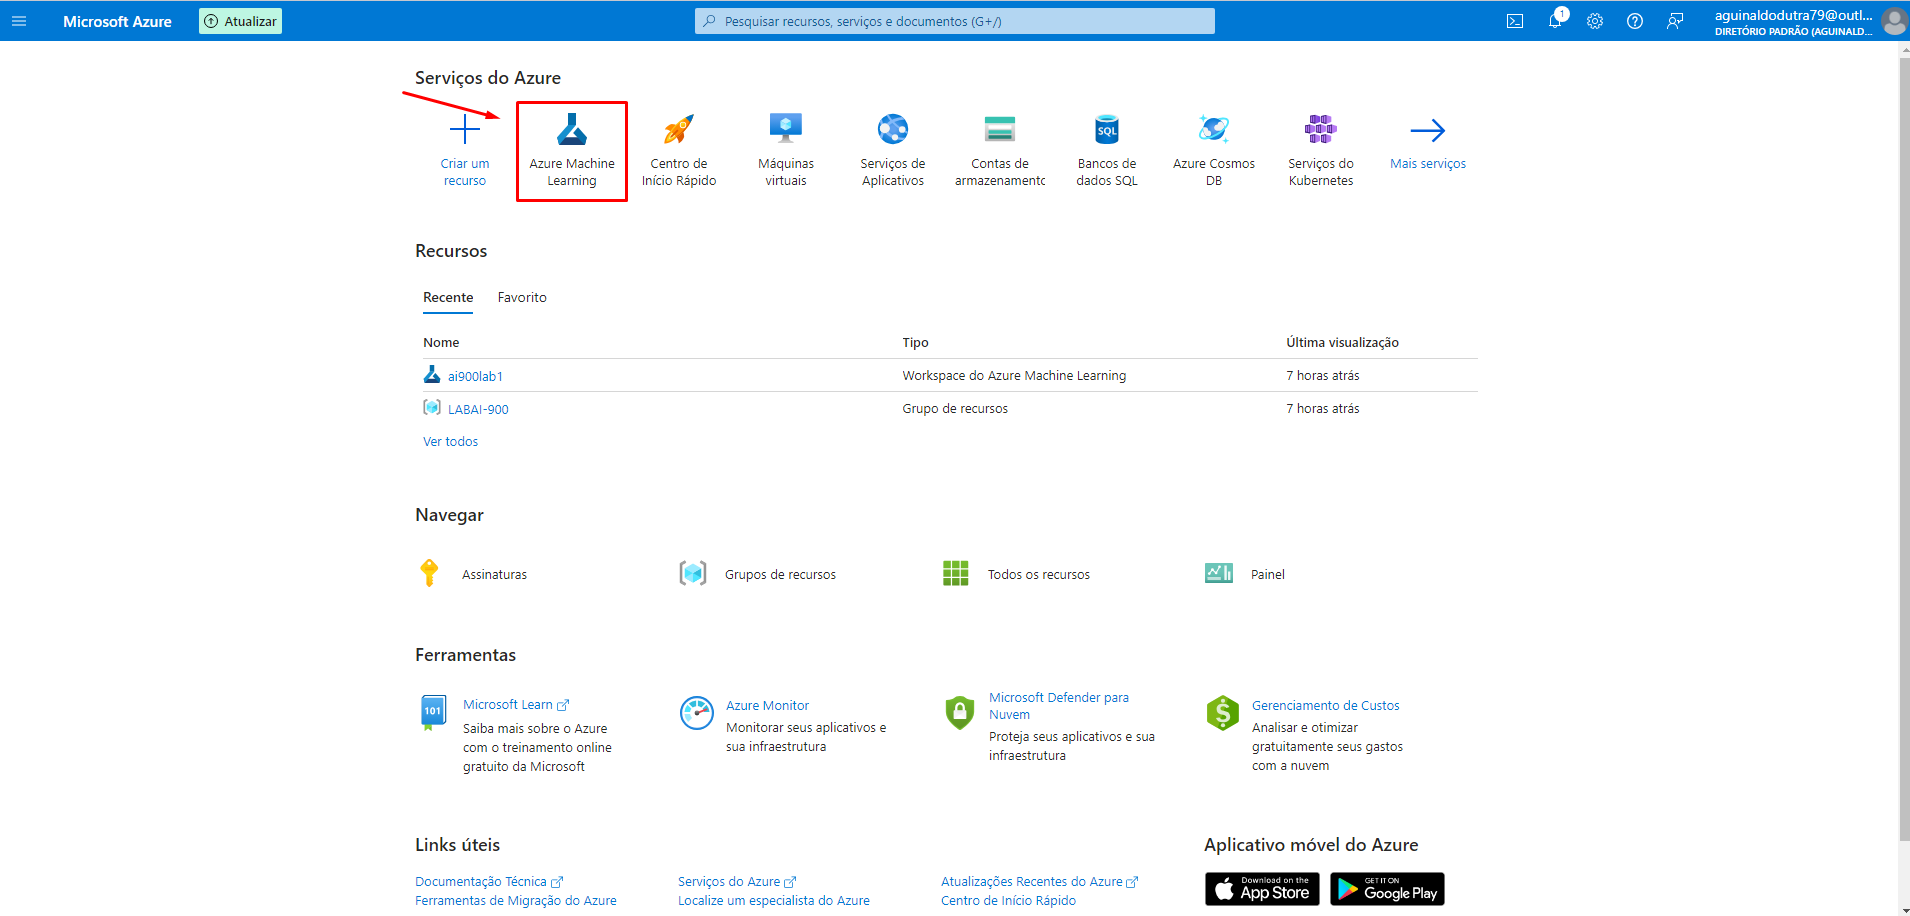 Microsoft Azure
Atualizar
Pesquisar recursos, serviços e documentos (G+/)
1
aguinaldodutra79@outl...
DIRETÓRIO PADRÃO (AGUINALD...
Serviços do Azure
Criar um
recurso
Azure Machine
Learning
Centro de
Início Rápido
Máquinas
virtuais
Serviços de
Aplicativos
Contas de
armazenamento
SQL
Bancos de
dados SQL
Azure Cosmos
DB
Serviços do
Kubernetes
Mais serviços
Recursos
Recente
Favorito
Nome
Tipo
Última visualização
ai900lab1
Workspace do Azure Machine Learning
7 horas atrás
LABAI-900
Grupo de recursos
7 horas atrás
Ver todos
Navegar
Assinaturas
Grupos de recursos
Todos os recursos
Painel
Ferramentas
101
Microsoft Learn
Saiba mais sobre o Azure
com o treinamento online
gratuito da Microsoft
Azure Monitor
Monitorar seus aplicativos e
sua infraestrutura
Microsoft Defender para
Nuvem
Proteja seus aplicativos e sua
infraestrutura
$
Gerenciamento de Custos
Analisar e otimizar
gratuitamente seus gastos
com a nuvem
Links úteis
Documentação Técnica
Ferramentas de Migração do Azure
Serviços do Azure
Localize um especialista do Azure
Atualizações Recentes do Azure
Centro de Início Rápido
Aplicativo móvel do Azure
Download on the
App Store
GET IT ON
Google Play